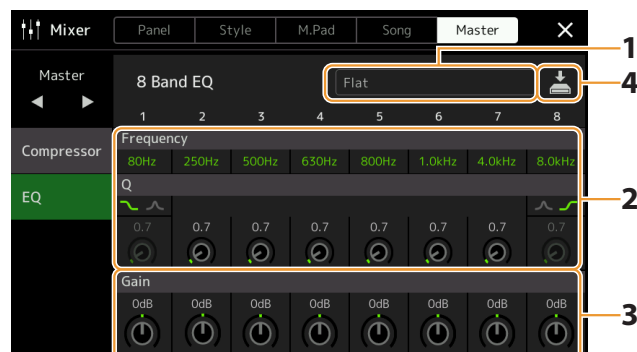 Mixer Panel Style M.Pad Song Master
1
Master 8 Band EQ Flat 4
1 2 3 4 5 6 7 8
Compressor Frequency
80Hz 250Hz 500Hz 630Hz 800Hz 1.0kHz 4.0kHz 8.0kHz
EQ Q 2
0.7 0.7 0.7 0.7 0.7 0.7 0.7 0.7
Gain
0dB 0dB 0dB 0dB 0dB 0dB 0dB 0dB
3